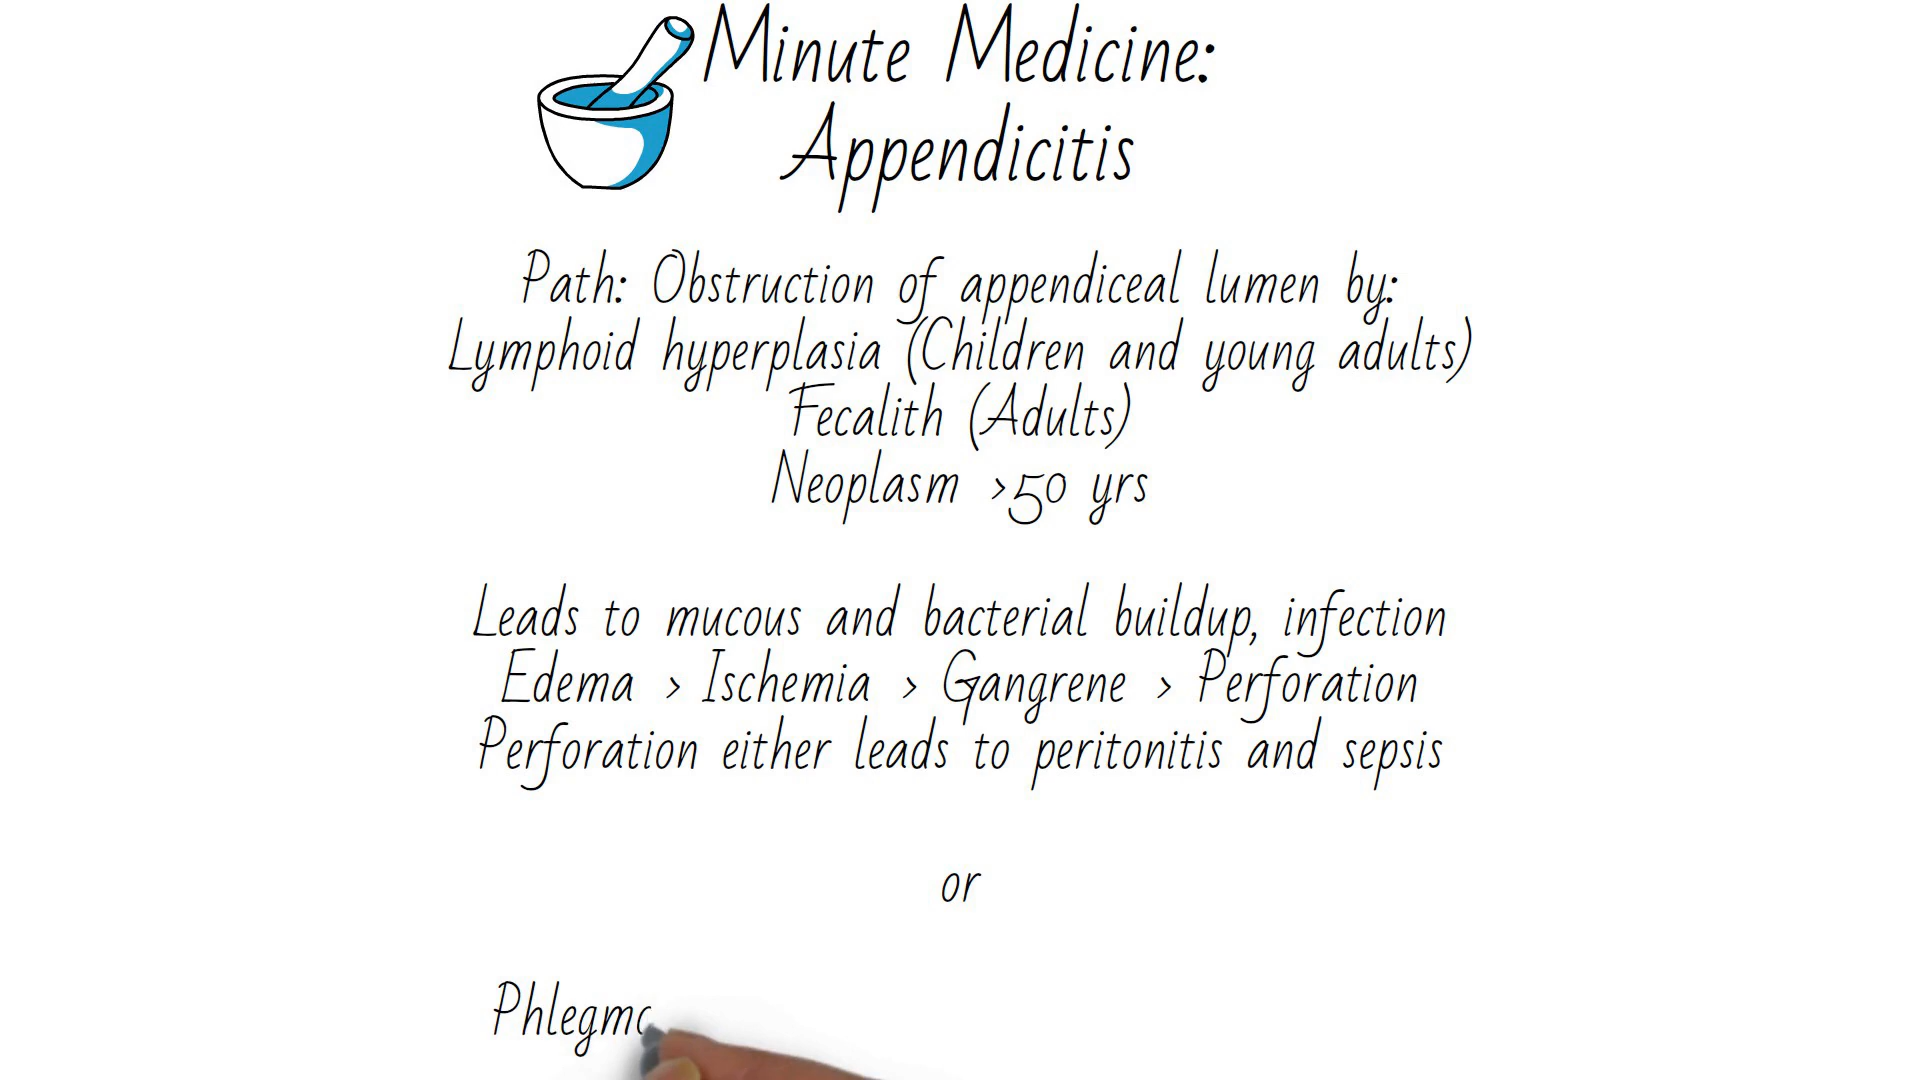 Minute Medicine:
Appendicitis
Path: Obstruction of appendiceal lumen by:
Lymphoid hyperplasia (Children and young adults)
Fecalith (Adults)
Neoplasm >50 yrs
Leads to mucous and bacterial buildup, infection
Edema > Ischemia > Gangrene > Perforation
Perforation either leads to peritonitis and sepsis
or